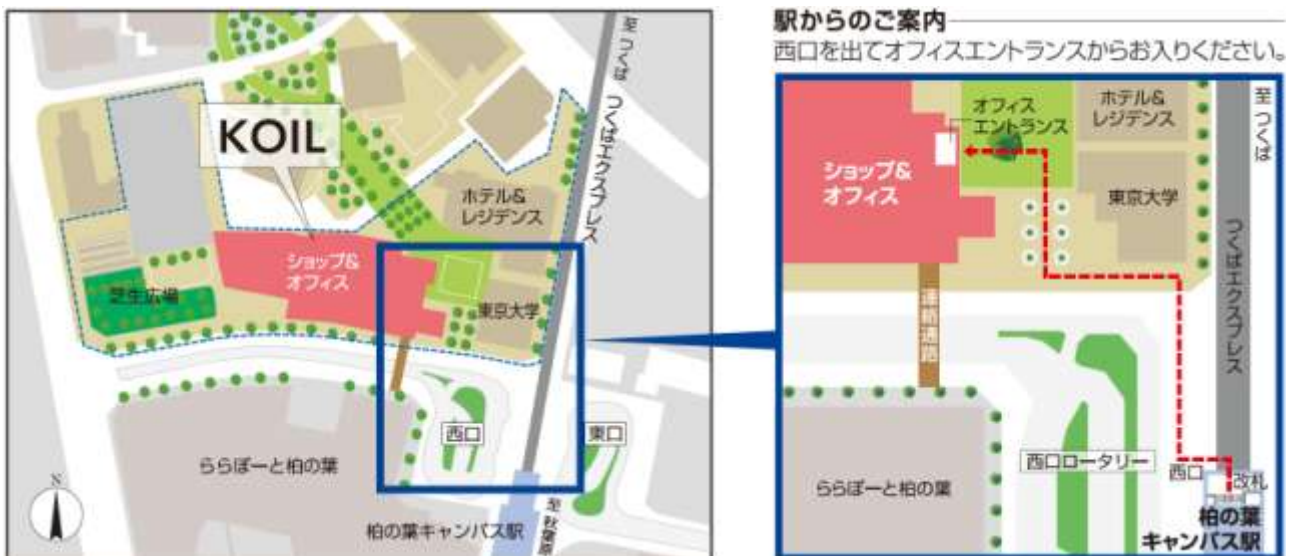 至つくば
つくばエクスプレス
KOIL
ホテル&
レジデンス
ショップ&
オフィス
芝生広場
東京大学
西口
東口
ららぽーと柏の葉
N
柏の葉キャンパス駅
至秋葉原
駅からのご案内
西口を出てオフィスエントランスからお入りください。
オフィス
エントランス
ホテル&
レジデンス
至つくば
ショップ&
オフィス
東京大学
つくばエクスプレス
連絡通路
西口ロータリー
西口
改札
ららぽーと柏の葉
柏の葉
キャンパス駅